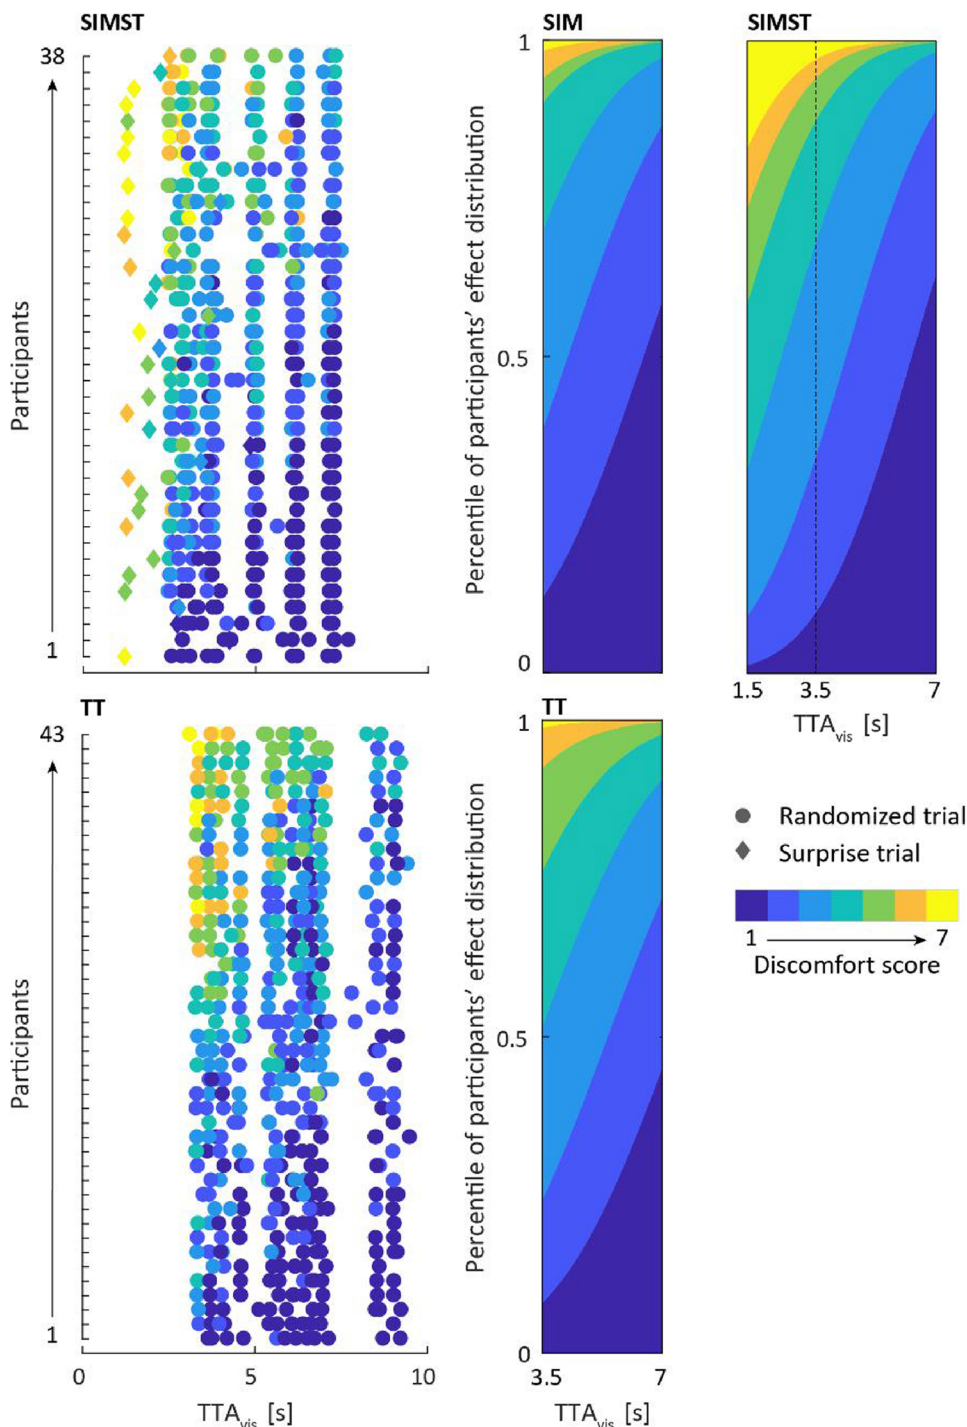 SIMST
SIM
SIMST
38
Participants
1
1
Percentile of participants' effect distribution
0.5
0
1.5
3.5
7
TTAvis [s]
TT
TT
43
Participants
1
0
5
10
TTAvis [s]
1
Percentile of participants' effect distribution
0.5
0
3.5
7
TTAvis [s]
Randomized trial
Surprise trial
1
7
Discomfort score